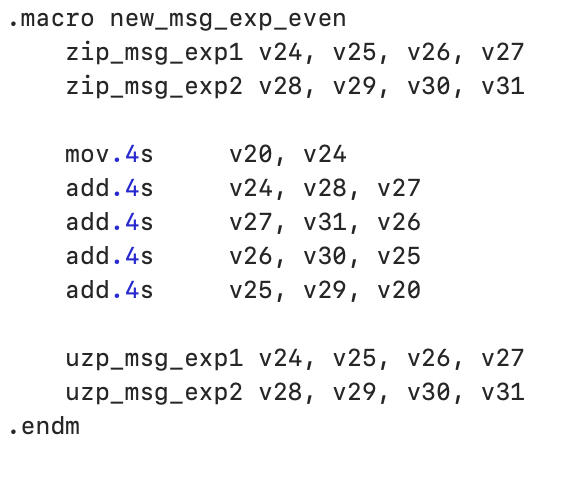 .macro new_msg_exp_even
    zip_msg_exp1 v24, v25, v26, v27
    zip_msg_exp2 v28, v29, v30, v31

    mov.4s     v20, v24
    add.4s     v24, v28, v27
    add.4s     v27, v31, v26
    add.4s     v26, v30, v25
    add.4s     v25, v29, v20

    uzp_msg_exp1 v24, v25, v26, v27
    uzp_msg_exp2 v28, v29, v30, v31
.endm